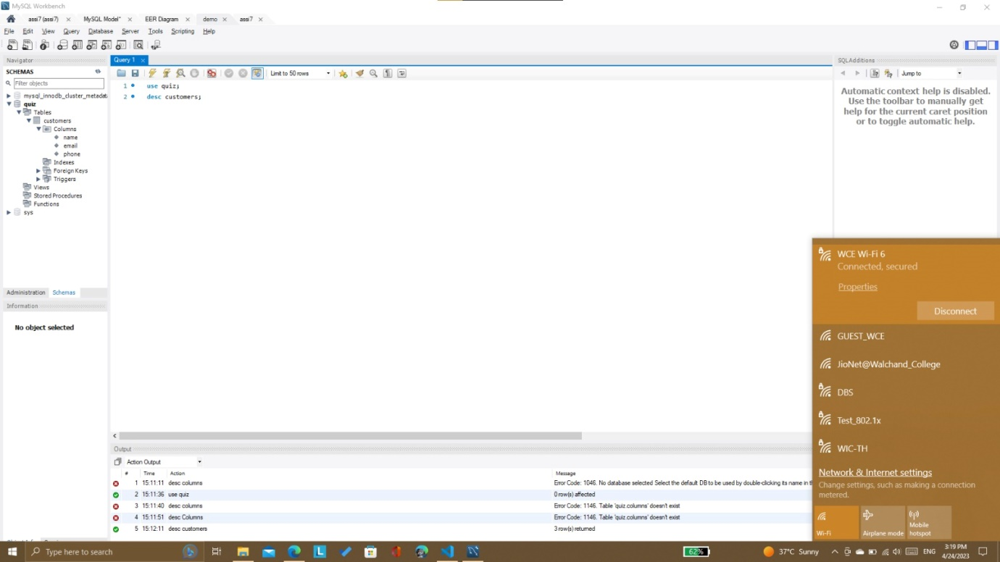 MySQL Workbench
assi7 (assi7) × MySQL Model* × EER Diagram × demo × assi7 ×
File Edit View Query Database Server Tools Scripting Help
Navigator
SCHEMAS
Filter objects
mysql_innodb_cluster_metadat
quiz
Tables
customers
Columns
name
email
phone
Indexes
Foreign Keys
Triggers
Views
Stored Procedures
Functions
sys
Administration Schemas
Information
No object selected
Query 1 ×
Limit to 50 rows
1 use quiz;
2 desc customers;
Output
Action Output
# Time Action Message
1 15:11:11 desc columns Error Code: 1046. No database selected Select the default DB to be used by double-clicking its name in th
2 15:11:36 use quiz 0 row(s) affected
3 15:11:40 desc columns Error Code: 1146. Table 'quiz.columns' doesn't exist
4 15:11:51 desc Columns Error Code: 1146. Table 'quiz.columns' doesn't exist
5 15:12:11 desc customers 3 row(s) returned
SQLAdditions
Jump to
Automatic context help is disabled.
Use the toolbar to manually get
help for the current caret position
or to toggle automatic help.
WCE Wi-Fi 6
Connected, secured
Properties
Disconnect
GUEST_WCE
JioNet@Walchand_College
DBS
Test_802.1x
WIC-TH
Network & Internet settings
Change settings, such as making a connection
metered.
Wi-Fi
Airplane mode
Mobile
hotspot
Type here to search
62%
37°C Sunny
ENG
3:19 PM
4/24/2023